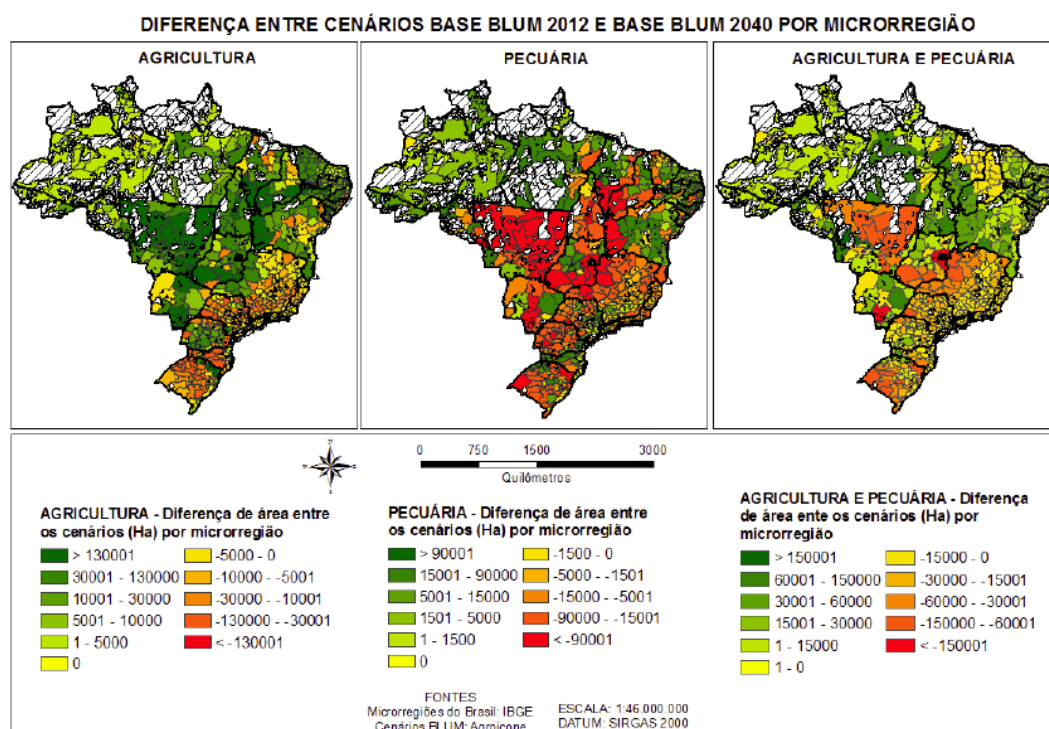 DIFERENÇA ENTRE CENÁRIOS BASE BLUM 2012 E BASE BLUM 2040 POR MICRORREGIÃO
AGRICULTURA
PECUÁRIA
AGRICULTURA E PECUÁRIA
0 750 1500 3000
Quilômetros
AGRICULTURA - Diferença de área entre
os cenários (Ha) por microrregião
> 130001
30001 - 130000
10001 - 30000
5001 - 10000
1 - 5000
0
-5000 - 0
-10000 - -5001
-30000 - -10001
-130000 - -30001
< -130001
PECUÁRIA - Diferença de área entre
os cenários (Ha) por microrregião
> 90001
15001 - 90000
5001 - 15000
1501 - 5000
1 - 1500
0
-1500 - 0
-5000 - -1501
-15000 - -5001
-90000 - -15001
< -90001
AGRICULTURA E PECUÁRIA - Diferença
de área ente os cenários (Ha) por
microrregião
> 150001
60001 - 150000
30001 - 60000
15001 - 30000
1 - 15000
1 - 0
-15000 - 0
-30000 - -15001
-60000 - -30001
-150000 - -60001
< -150001
FONTES
Microrregiões do Brasil: IBGE
Cenários BLUM: Agroicone
ESCALA: 1:46.000.000
DATUM: SIRGAS 2000